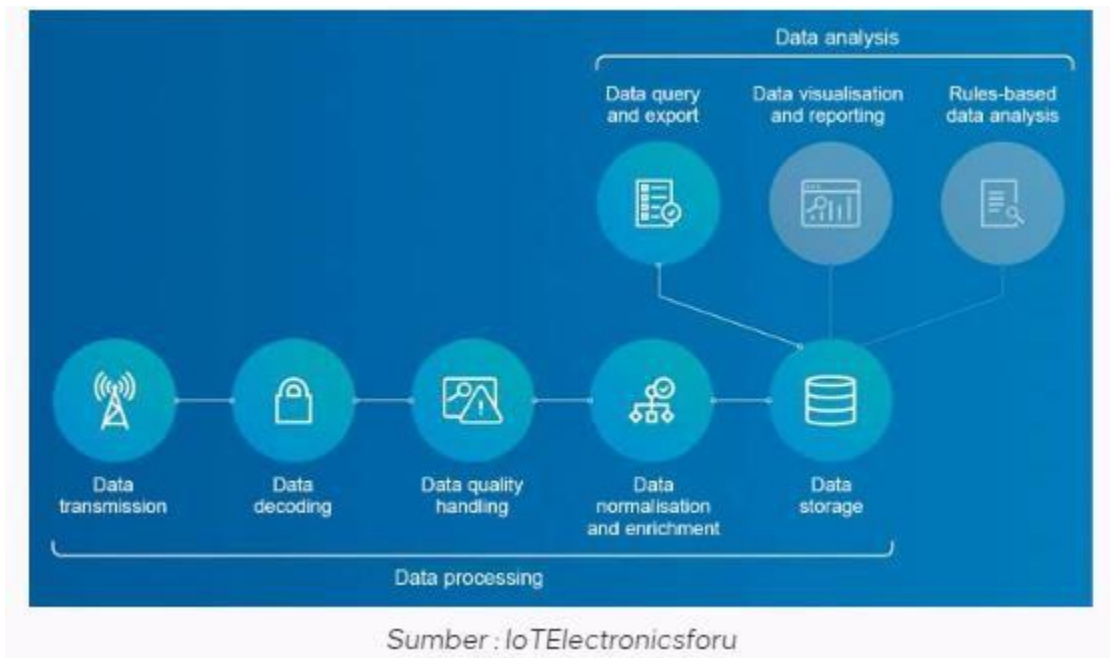 Data analysis
Data query
and export
Data visualisation
and reporting
Rules-based
data analysis
Data
transmission
Data
decoding
Data quality
handling
Data
normalisation
and enrichment
Data
storage
Data processing
Sumber : IoTElectronicsforu